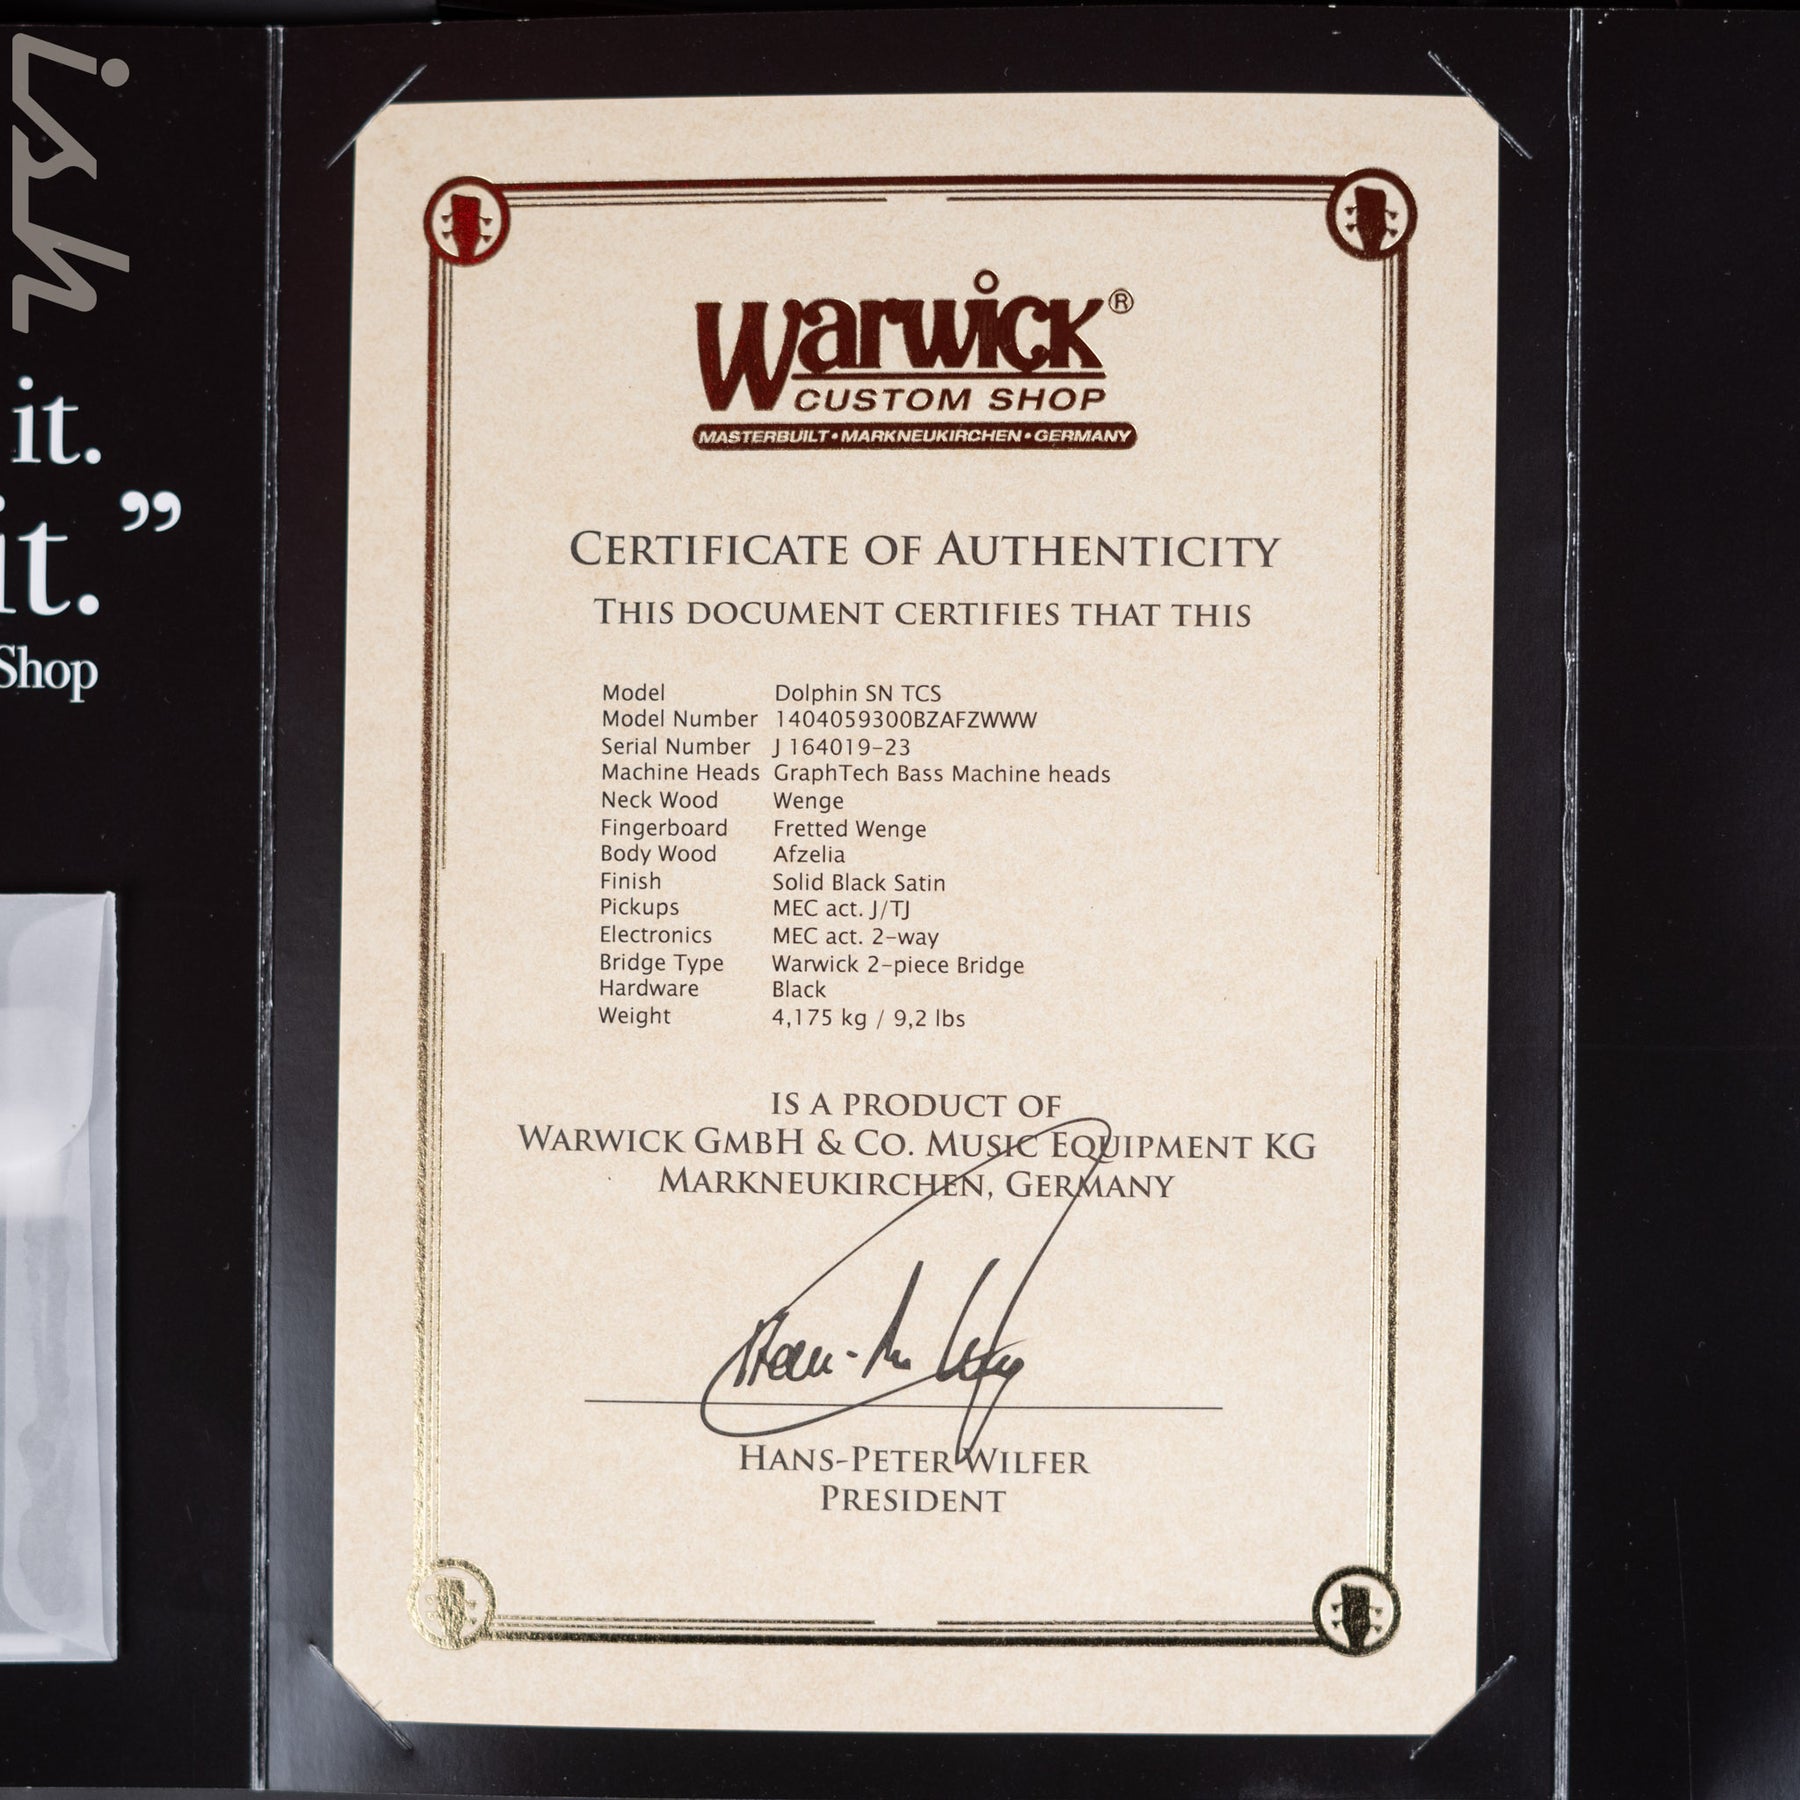 ish
it.
it.”
Shop
Warwick®
CUSTOM SHOP
MASTERBUILT • MARKNEUKIRCHEN • GERMANY
CERTIFICATE OF AUTHENTICITY
THIS DOCUMENT CERTIFIES THAT THIS
Model Dolphin SN TCS
Model Number 1404059300BZAFZWWW
Serial Number J 164019-23
Machine Heads GraphTech Bass Machine heads
Neck Wood Wenge
Fingerboard Fretted Wenge
Body Wood Afzelia
Finish Solid Black Satin
Pickups MEC act. J/TJ
Electronics MEC act. 2-way
Bridge Type Warwick 2-piece Bridge
Hardware Black
Weight 4,175 kg / 9,2 lbs
IS A PRODUCT OF
WARWICK GMBH & CO. MUSIC EQUIPMENT KG
MARKNEUKIRCHEN, GERMANY
HANS-PETER WILFER
PRESIDENT